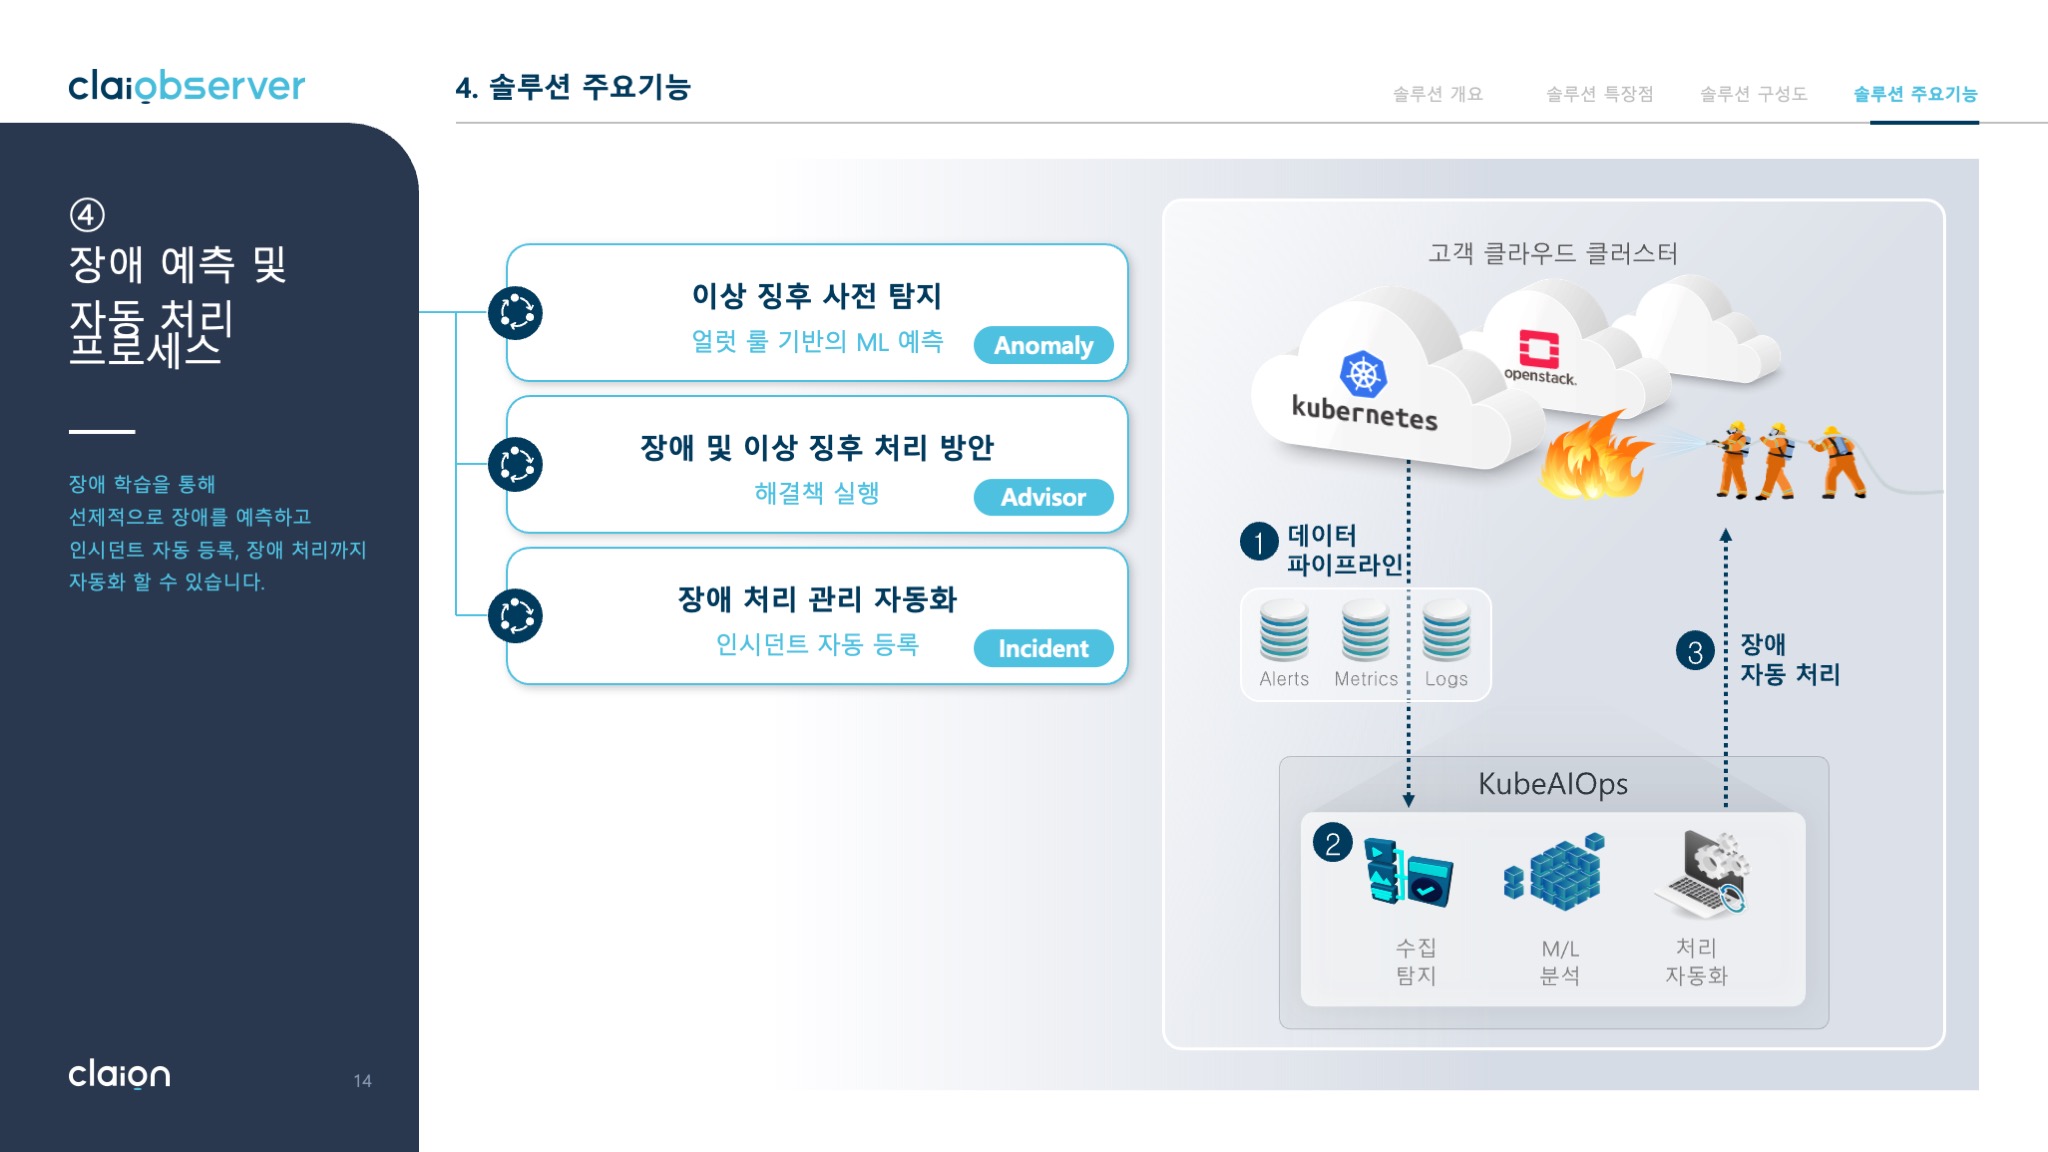 claiobserver
4. 솔루션 주요기능
솔루션 개요
솔루션 특장점
솔루션 구성도
솔루션 주요기능
④
장애 예측 및
자동 처리
프로세스
장애 학습을 통해
선제적으로 장애를 예측하고
인시던트 자동 등록, 장애 처리까지
자동화 할 수 있습니다.
이상 징후 사전 탐지
얼럿 룰 기반의 ML 예측
Anomaly
장애 및 이상 징후 처리 방안
해결책 실행
Advisor
장애 처리 관리 자동화
인시던트 자동 등록
Incident
고객 클라우드 클러스터
kubernetes
openstack.
1 데이터
파이프라인
Alerts
Metrics
Logs
3 장애
자동 처리
KubeAIOps
2
수집
탐지
M/L
분석
처리
자동화
claion
14